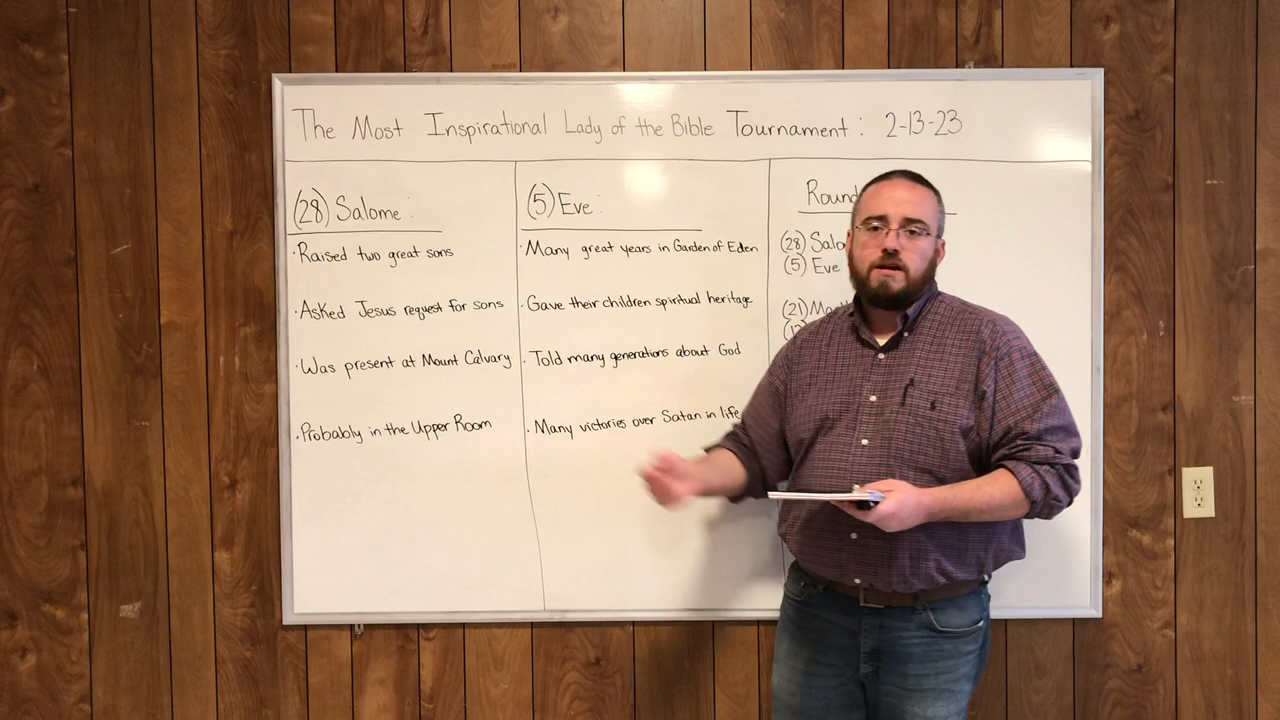 The Most Inspirational Lady of the Bible Tournament: 2-13-23
(28) Salome:
· Raised two great sons
· Asked Jesus request for sons
· Was present at Mount Calvary
· Probably in the Upper Room
(5) Eve:
· Many great years in Garden of Eden
· Gave their children spiritual heritage
· Told many generations about God
· Many victories over Satan in life
Round
(28) Salo
(5) Eve
(21)